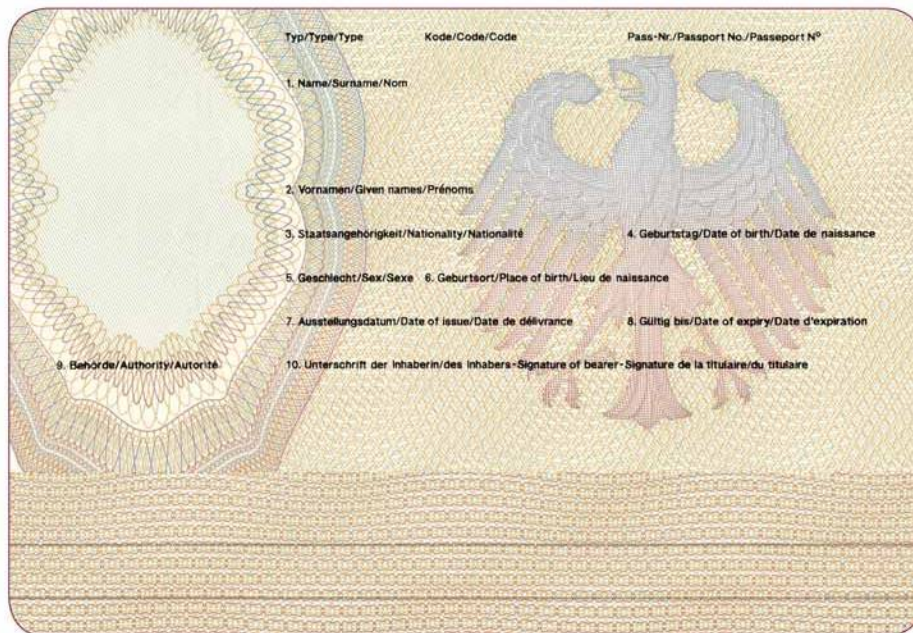 Typ/Type/Type Kode/Code/Code Pass-Nr./Passport No./Passeport Nº
1. Name/Surname/Nom
2. Vornamen/Given names/Prénoms
3. Staatsangehörigkeit/Nationality/Nationalité 4. Geburtstag/Date of birth/Date de naissance
5. Geschlecht/Sex/Sexe 6. Geburtsort/Place of birth/Lieu de naissance
7. Ausstellungsdatum/Date of issue/Date de délivrance 8. Gültig bis/Date of expiry/Date d'expiration
9. Behörde/Authority/Autorité 10. Unterschrift der Inhaberin/des Inhabers-Signature of bearer-Signature de la titulaire/du titulaire